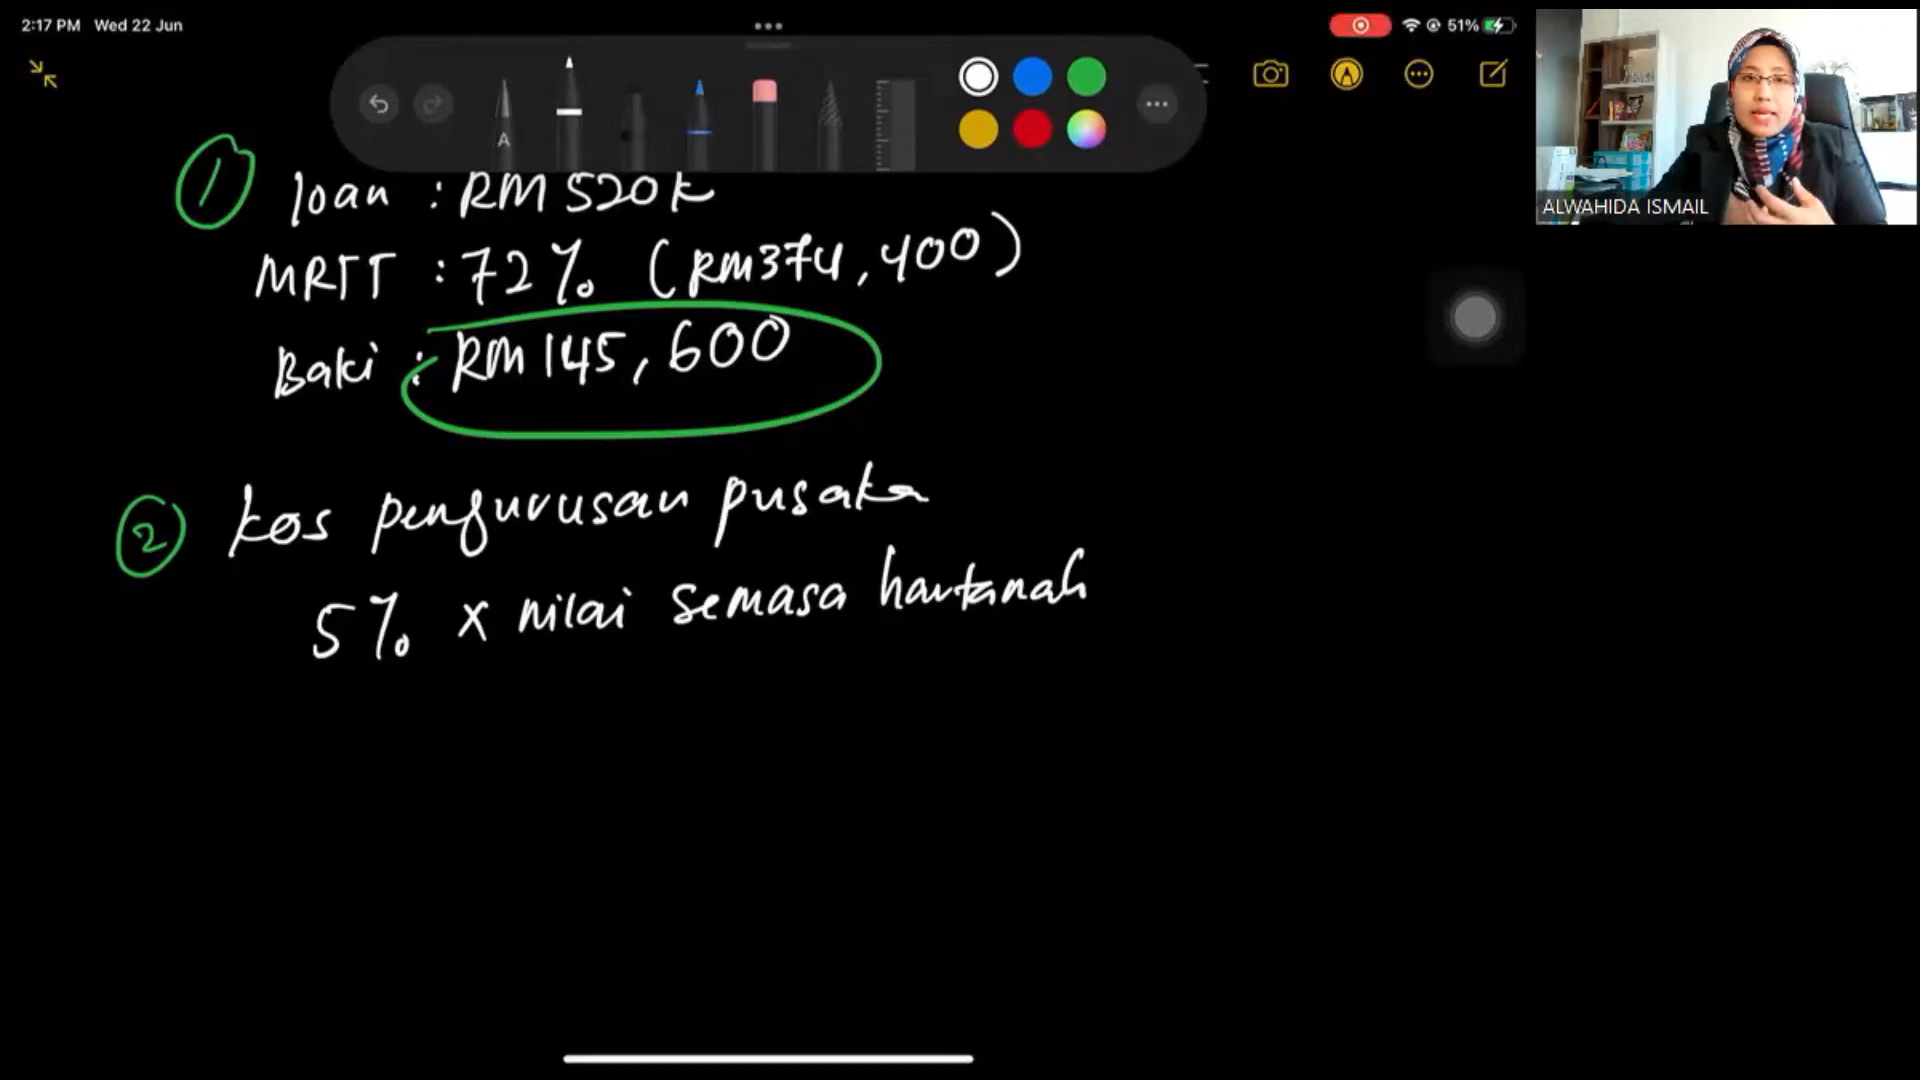 2:17 PM Wed 22 Jun
51%
A
ALWAHIDA ISMAIL
1 loan : RM 520K
MRTT : 72% (RM374,400)
Baki : RM145,600
2 kos pengurusan pusaka
5% x nilai semasa hartanah